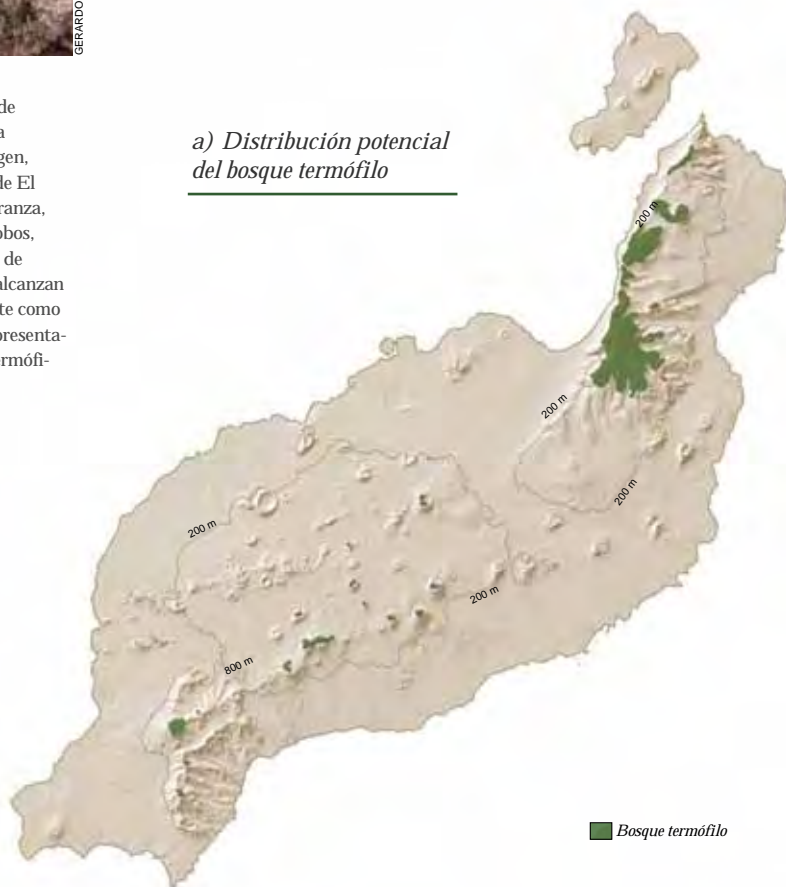 GERARDO
de
a
gen,
de El
ranza,
obos,
de
alcanzan
te como
presenta-
ermófi-
a) Distribución potencial
del bosque termófilo
200 m
200 m
200 m
200 m
200 m
800 m
Bosque termófilo